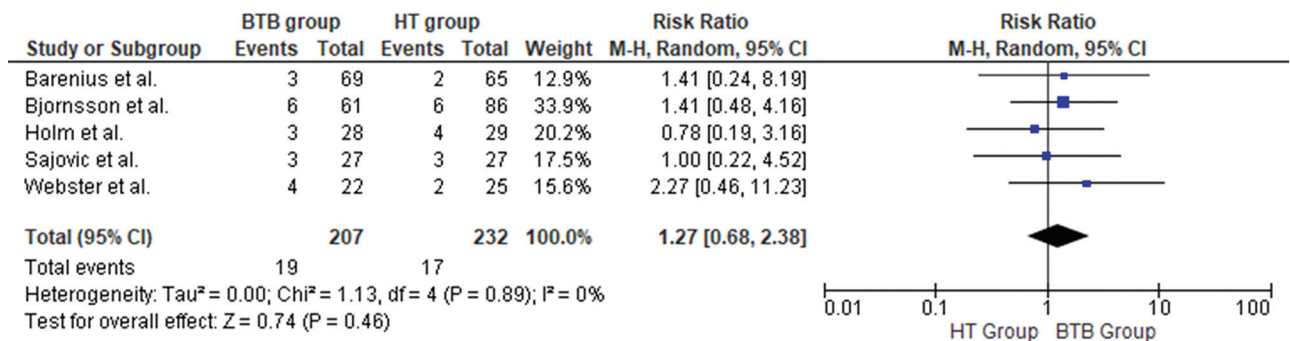 BTB group HT group Risk Ratio Risk Ratio
Study or Subgroup Events Total Events Total Weight M-H, Random, 95% CI M-H, Random, 95% CI
Barenius et al. 3 69 2 65 12.9% 1.41 [0.24, 8.19]
Bjornsson et al. 6 61 6 86 33.9% 1.41 [0.48, 4.16]
Holm et al. 3 28 4 29 20.2% 0.78 [0.19, 3.16]
Sajovic et al. 3 27 3 27 17.5% 1.00 [0.22, 4.52]
Webster et al. 4 22 2 25 15.6% 2.27 [0.46, 11.23]
Total (95% CI) 207 232 100.0% 1.27 [0.68, 2.38]
Total events 19 17
Heterogeneity: Tau² = 0.00; Chi² = 1.13, df = 4 (P = 0.89); I² = 0%
Test for overall effect: Z = 0.74 (P = 0.46)
0.01 0.1 1 10 100
HT Group BTB Group